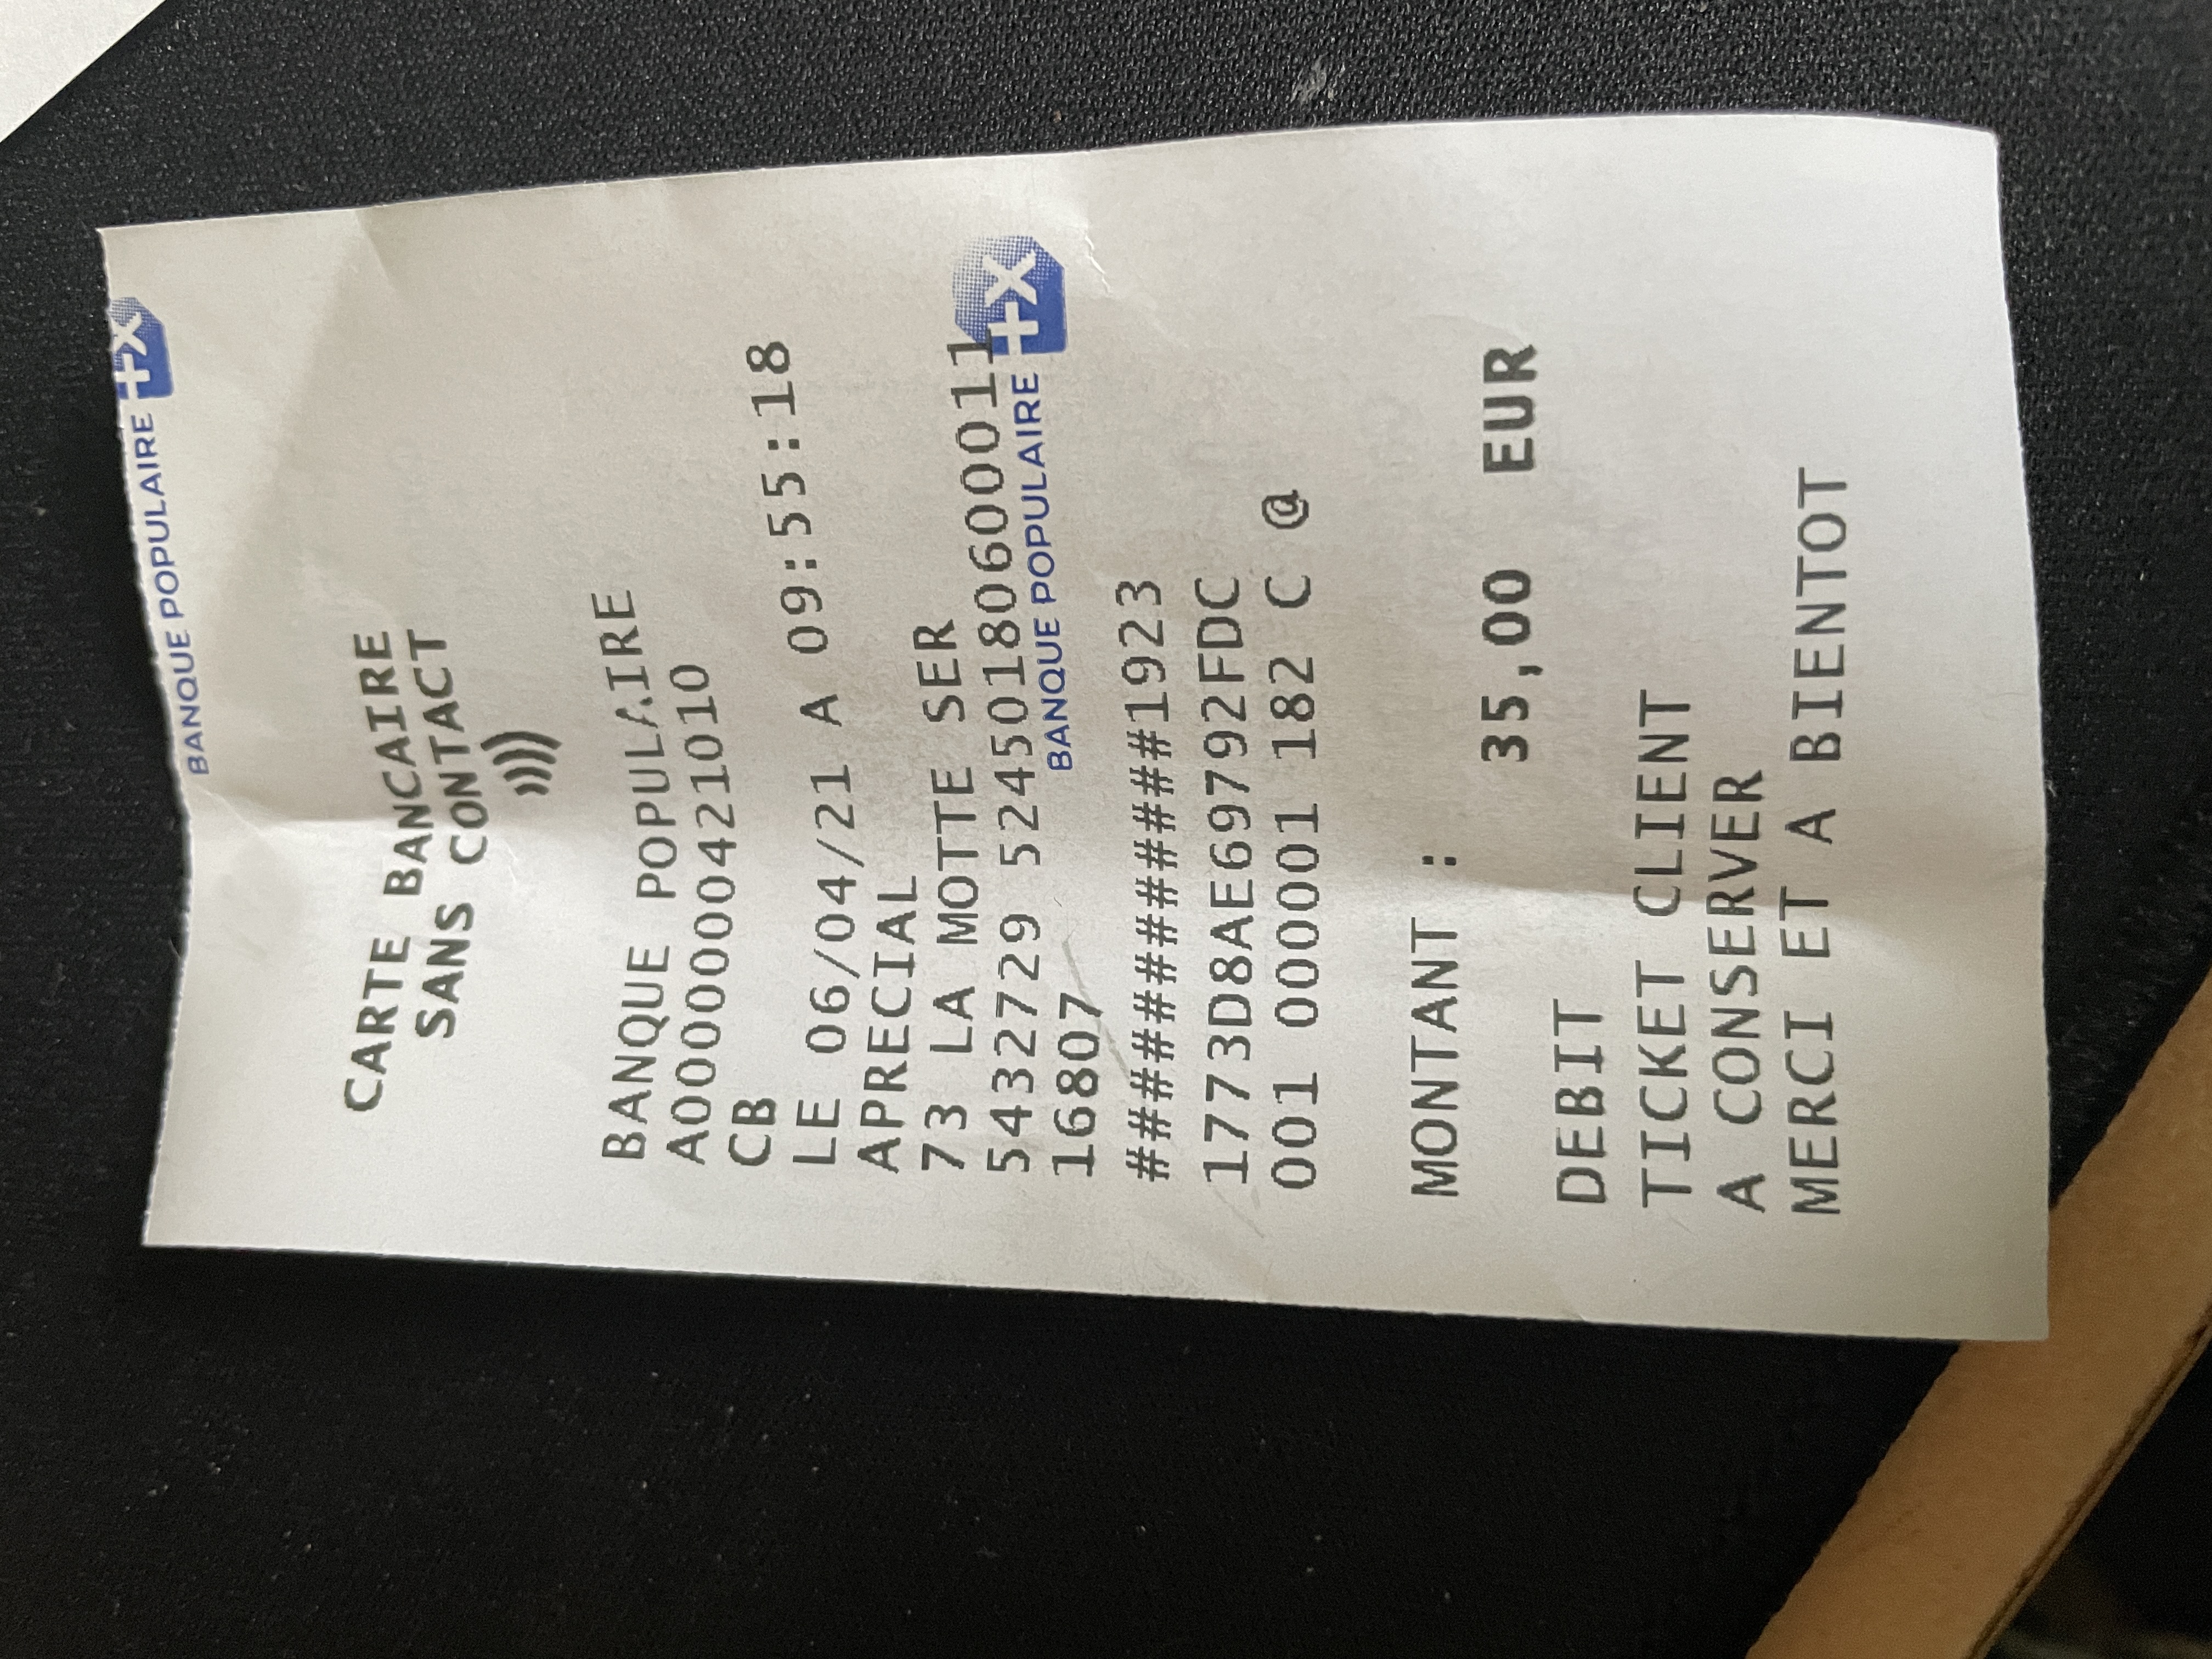 BANQUE POPULAIRE
CARTE BANCAIRE
SANS CONTACT
BANQUE POPULAIRE
A0000000421010
CB
LE 06/04/21 A 09:55:18
APRECIAL
73 LA MOTTE SER
5432729 52450180600011
BANQUE POPULAIRE
16807
############1923
1773D8AE69792FDC
001 000001 182 C @
MONTANT :
35,00 EUR
DEBIT
TICKET CLIENT
A CONSERVER
MERCI ET A BIENTOT